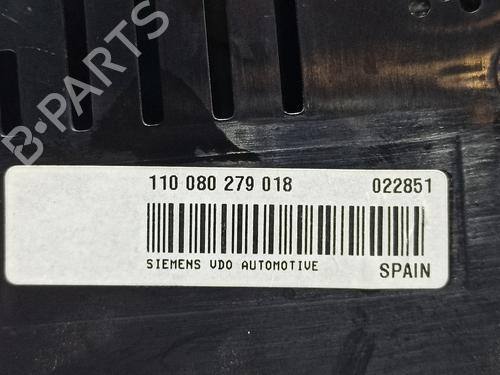 B-PARTS
110 080 279 018 022851
SIEMENS VDO AUTOMOTIVE SPAIN